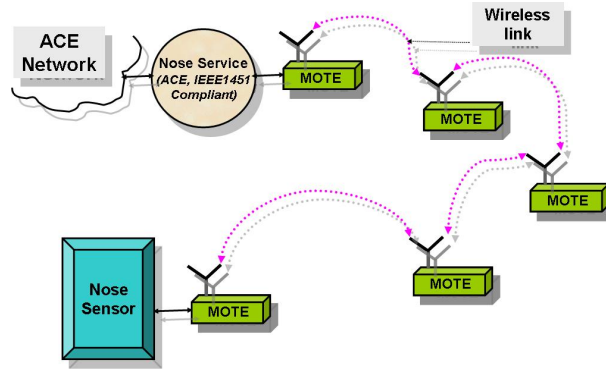 ACE
Network
Nose Service
(ACE, IEEE1451
Compliant)
MOTE
Wireless
link
MOTE
MOTE
MOTE
Nose
Sensor
MOTE